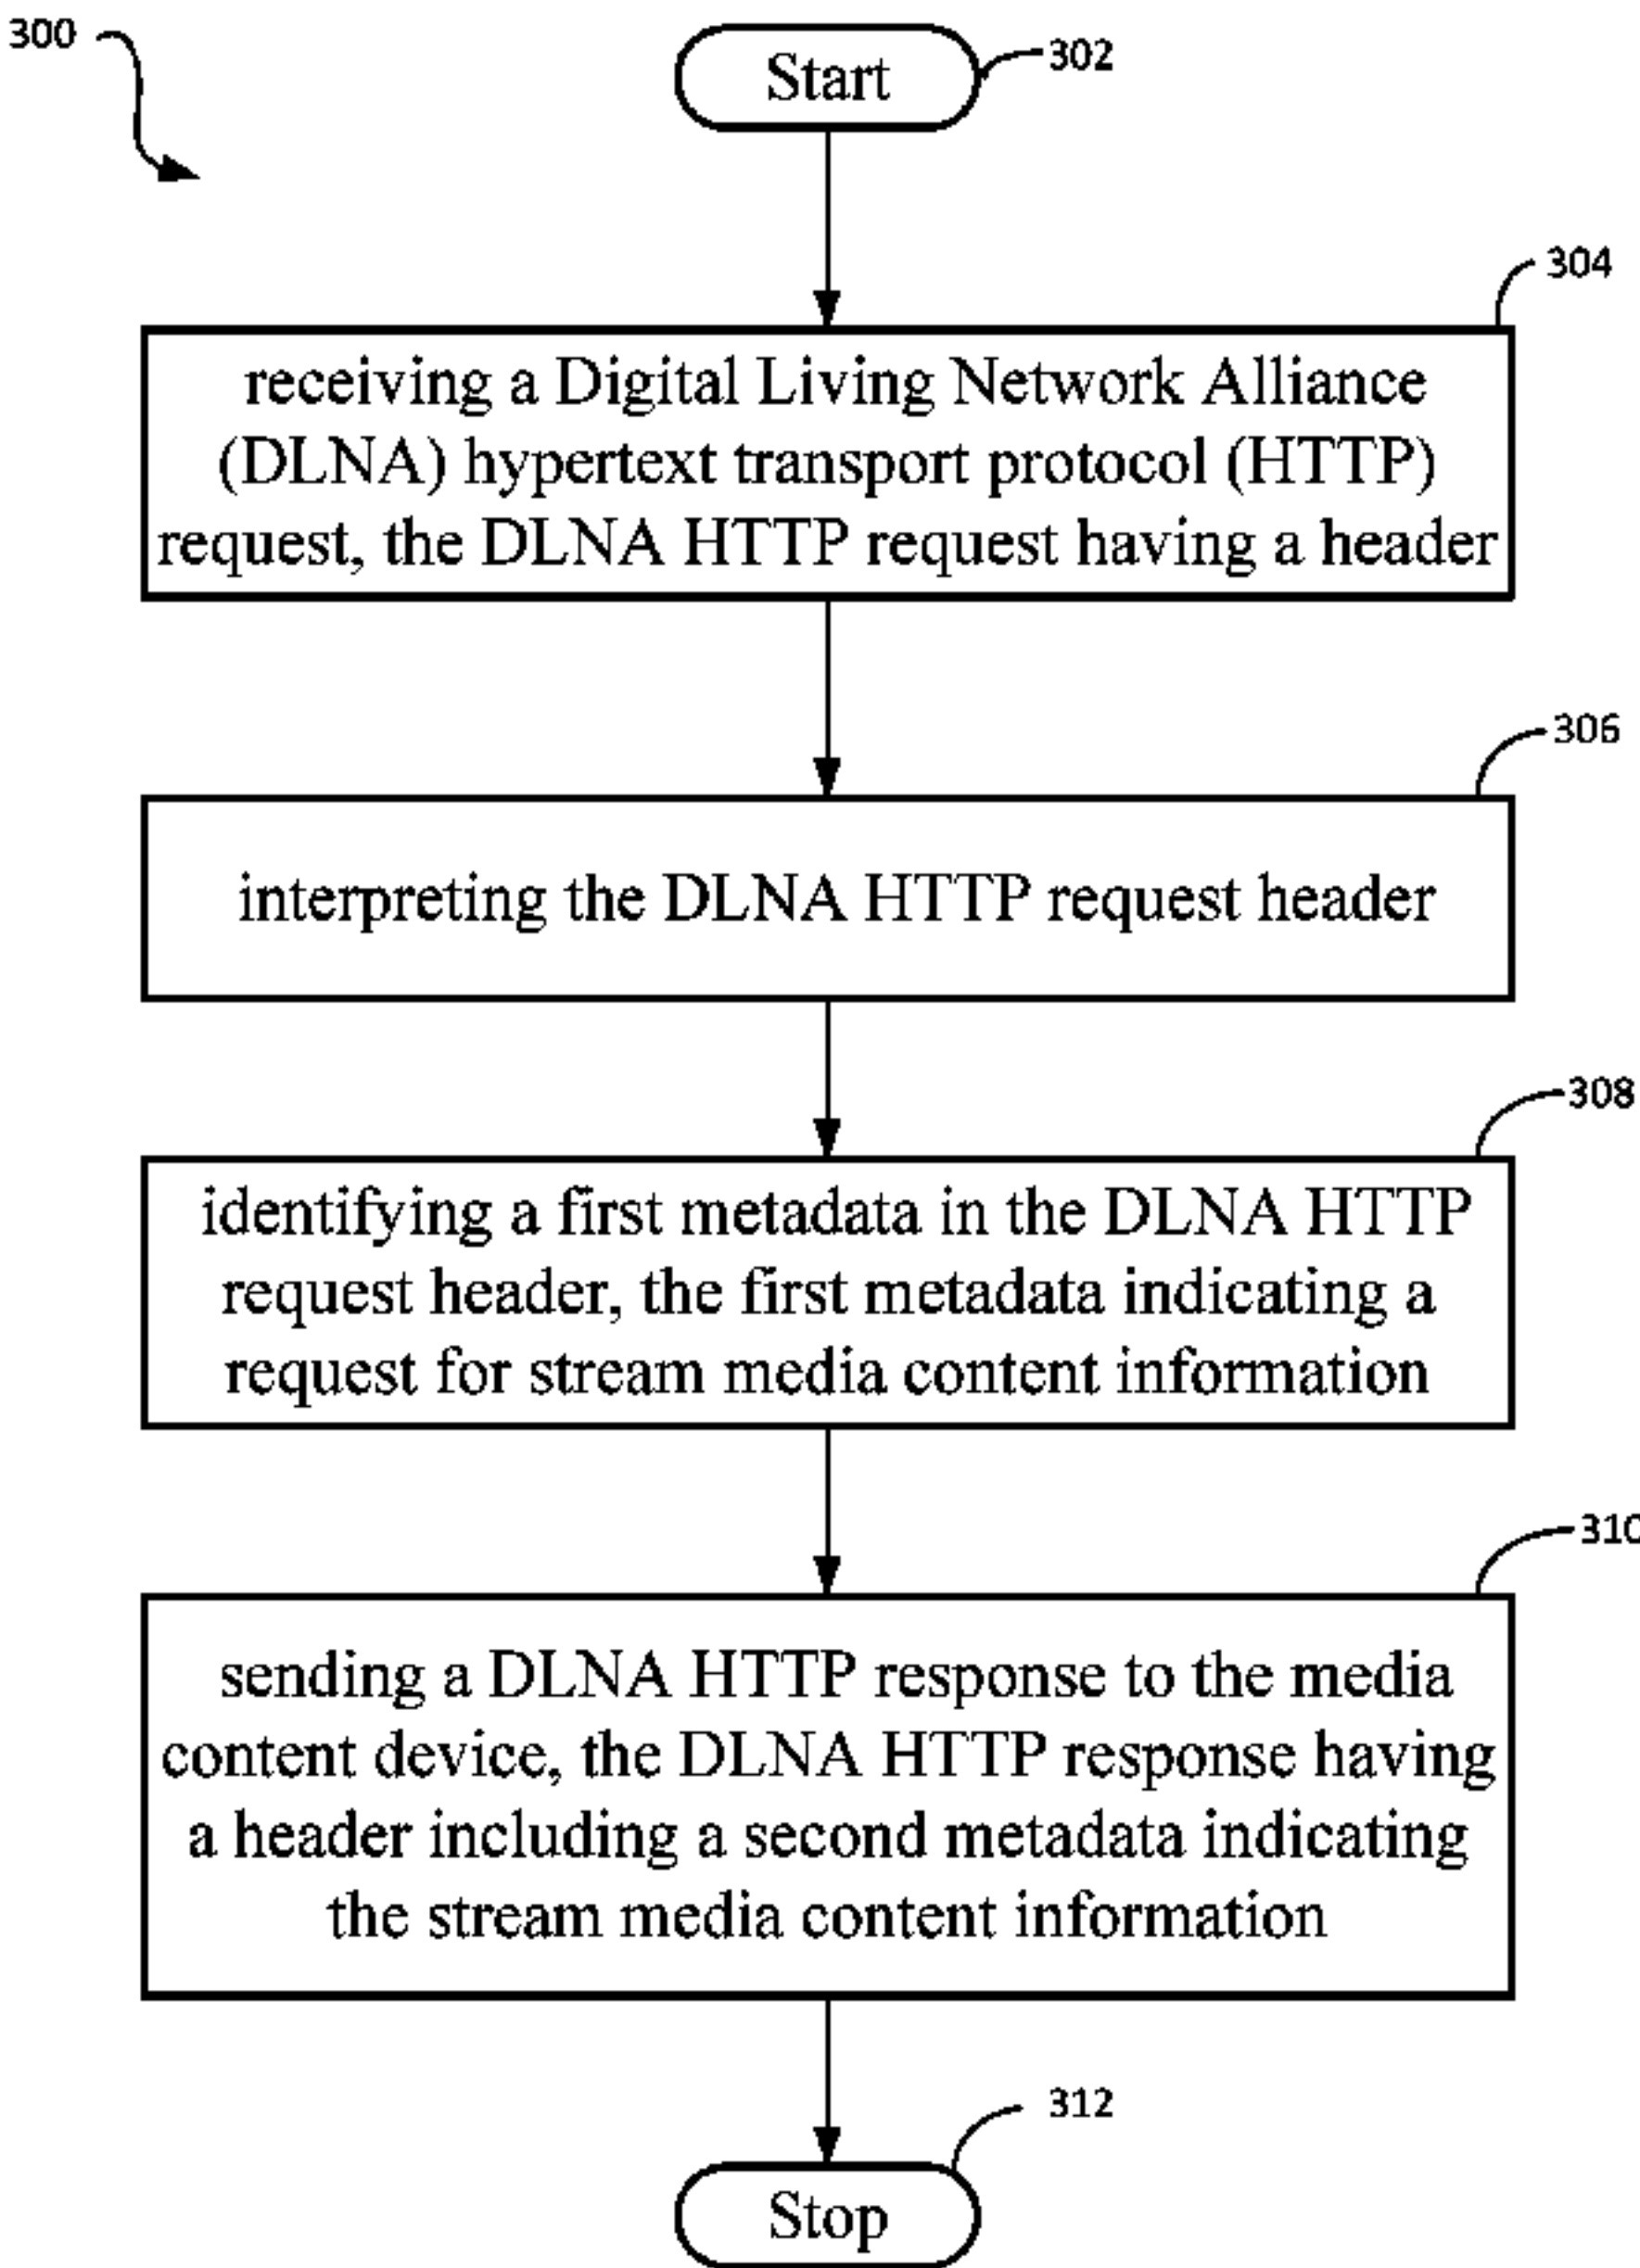 300
Start
302
304
receiving a Digital Living Network Alliance
(DLNA) hypertext transport protocol (HTTP)
request, the DLNA HTTP request having a header
306
interpreting the DLNA HTTP request header
308
identifying a first metadata in the DLNA HTTP
request header, the first metadata indicating a
request for stream media content information
310
sending a DLNA HTTP response to the media
content device, the DLNA HTTP response having
a header including a second metadata indicating
the stream media content information
312
Stop